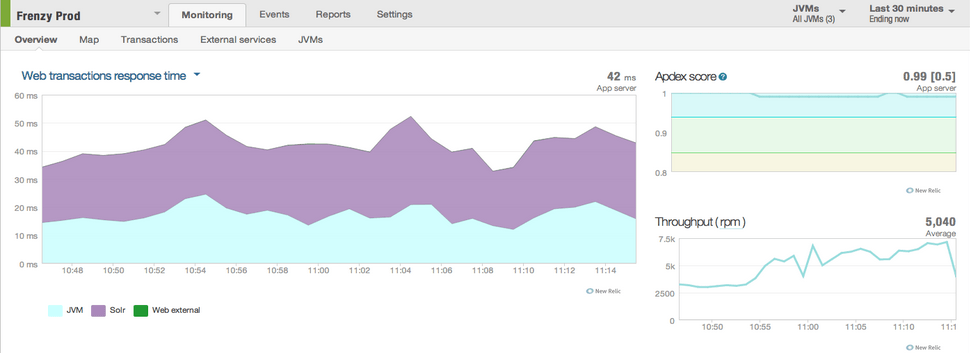 Frenzy Prod
Monitoring Events Reports Settings
JVMs
All JVMs (3)
Last 30 minutes
Ending now
Overview Map Transactions External services JVMs
Web transactions response time
42 ms
App server
60 ms
50 ms
40 ms
30 ms
20 ms
10 ms
0 ms
10:48 10:50 10:52 10:54 10:56 10:58 11:00 11:02 11:04 11:06 11:08 11:10 11:12 11:14
New Relic
JVM Solr Web external
Apdex score ?
0.99 [0.5]
App server
1
0.9
0.8
New Relic
Throughput (rpm)
5,040
Average
7.5k
5k
2500
0
10:50 10:55 11:00 11:05 11:10 11:1
New Relic